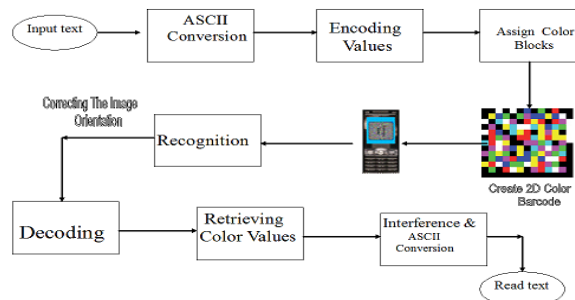 Input text
ASCII
Conversion
Encoding
Values
Assign Color
Blocks
Create 2D Color
Barcode
Recognition
Correcting The Image
Orientation
Decoding
Retrieving
Color Values
Interference &
ASCII
Conversion
Read text